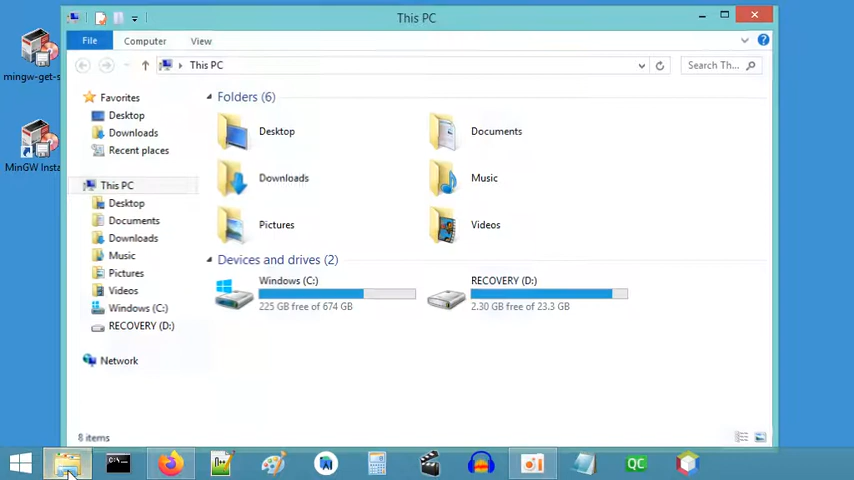 This PC
File
Computer
View
This PC
Search Th...
mingw-get-s
MinGW Insta
Favorites
Desktop
Downloads
Recent places
This PC
Desktop
Documents
Downloads
Music
Pictures
Videos
Windows (C:)
RECOVERY (D:)
Network
Folders (6)
Desktop
Documents
Downloads
Music
Pictures
Videos
Devices and drives (2)
Windows (C:)
225 GB free of 674 GB
RECOVERY (D:)
2.30 GB free of 23.3 GB
8 items
QC